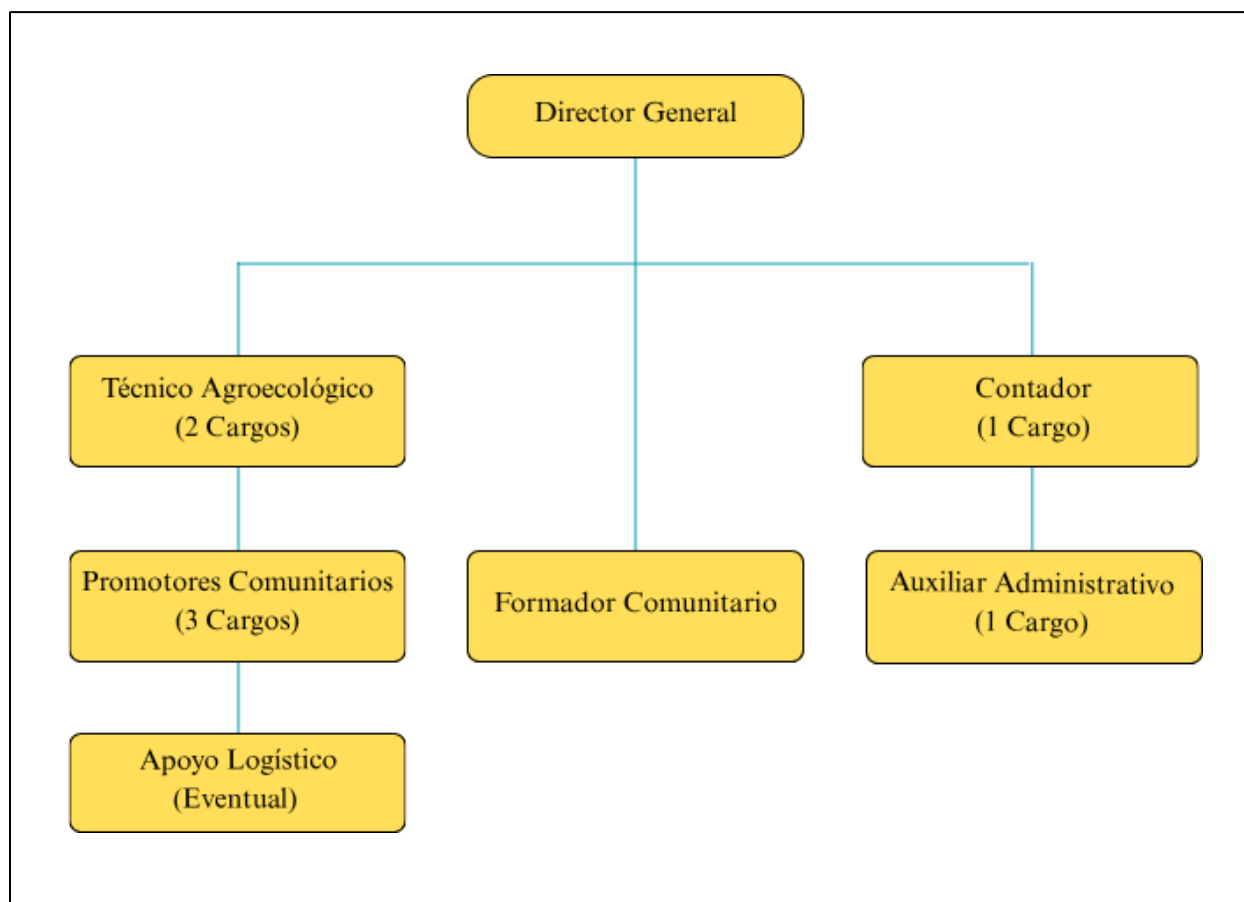 Director General
Técnico Agroecológico
(2 Cargos)
Contador
(1 Cargo)
Promotores Comunitarios
(3 Cargos)
Formador Comunitario
Auxiliar Administrativo
(1 Cargo)
Apoyo Logístico
(Eventual)